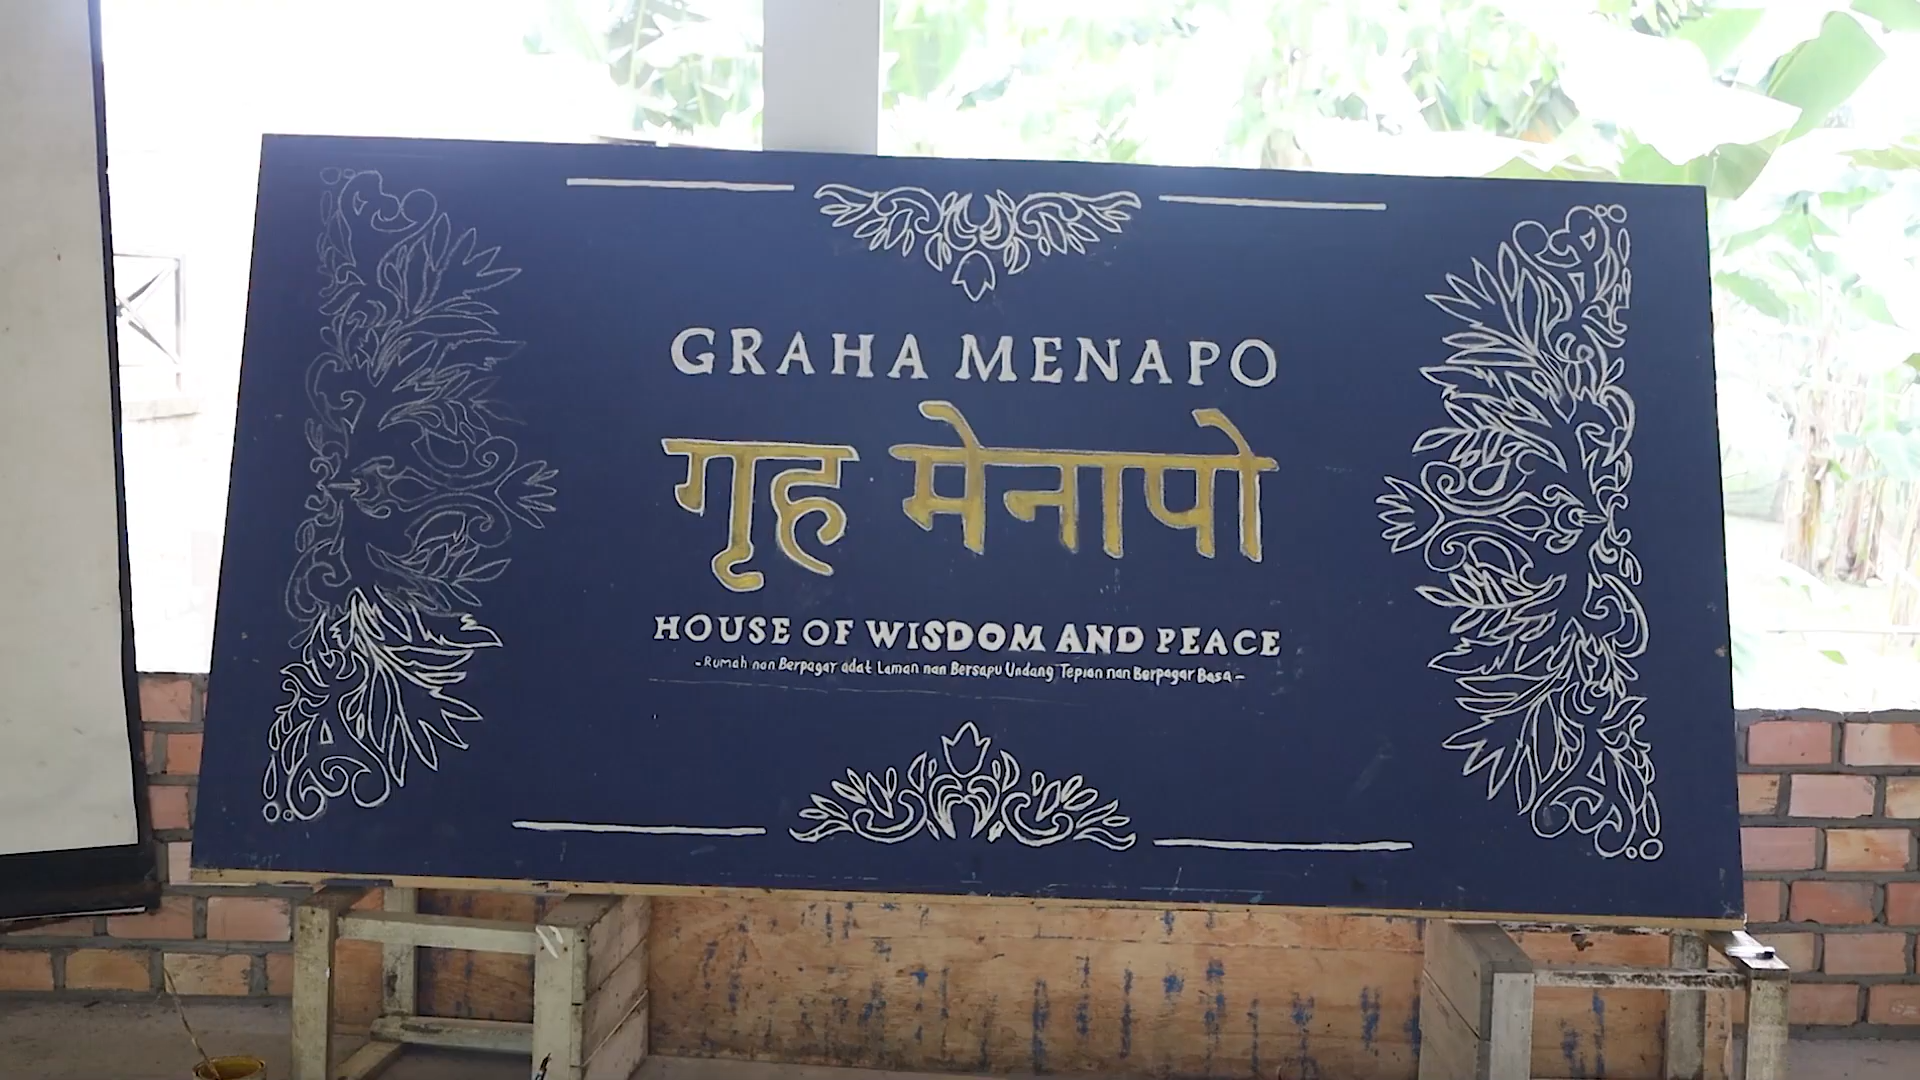 GRAHA MENAPO
गृह मेनापो
HOUSE OF WISDOM AND PEACE
-Rumah nan Berpagar adat Laman nan Bersapu Undang Tepian nan Berpagar Basa-